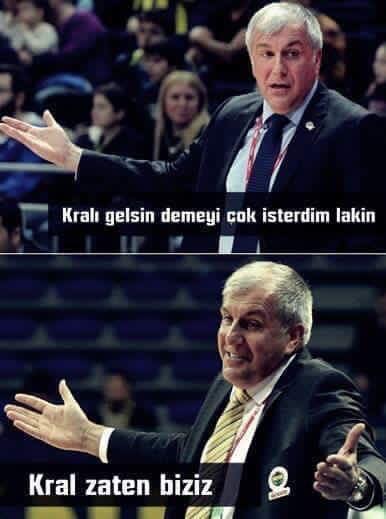 Kralı gelsin demeyi çok isterdim lakin
Kral zaten biziz